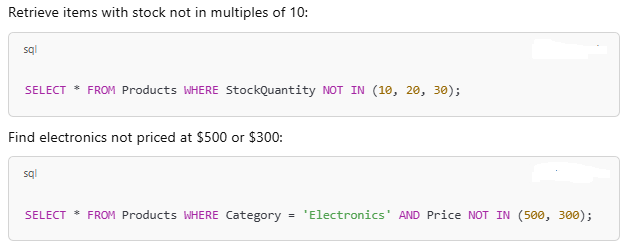 Retrieve items with stock not in multiples of 10:
sql
SELECT * FROM Products WHERE StockQuantity NOT IN (10, 20, 30);
Find electronics not priced at $500 or $300:
sql
SELECT * FROM Products WHERE Category = 'Electronics' AND Price NOT IN (500, 300);